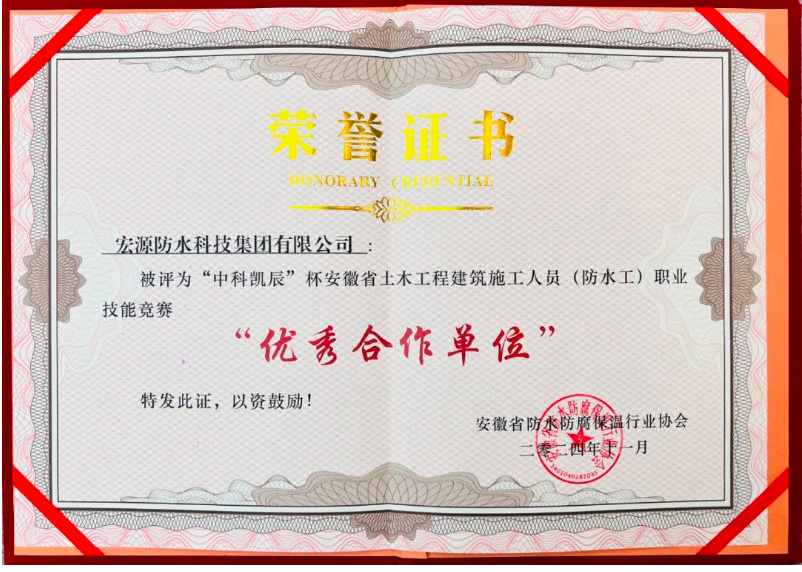 荣誉证书
HONORARY CREDENTIAL
宏源防水科技集团有限公司：
被评为“中科凯辰”杯安徽省土木工程建筑施工人员（防水工）职业
技能竞赛
“优秀合作单位”
特发此证，以资鼓励！
安徽省防水防腐保温行业协会
二零二四年十一月